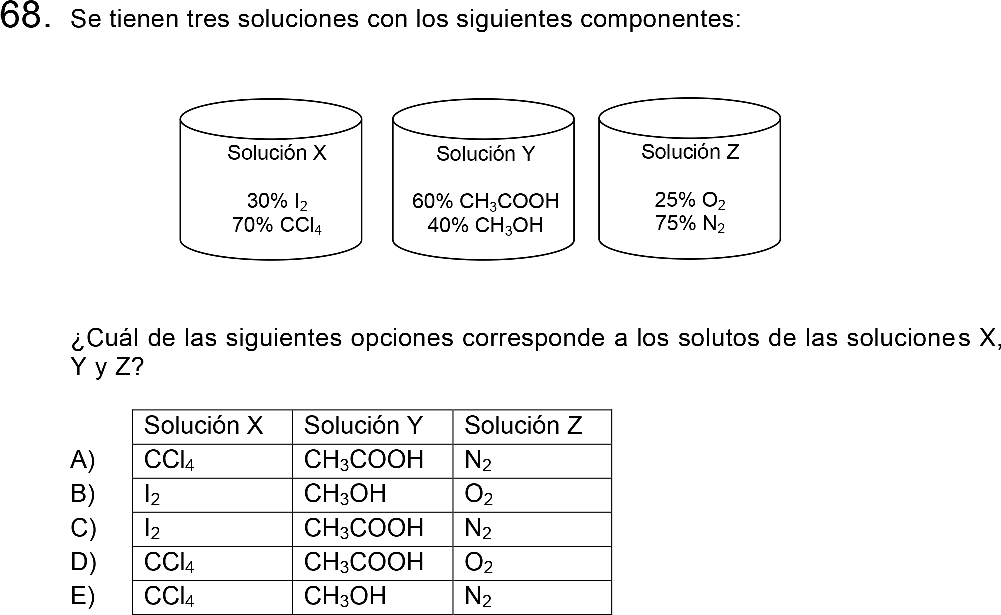 68. Se tienen tres soluciones con los siguientes componentes:
Solución X
30% I₂
70% CCl₄
Solución Y
60% CH₃COOH
40% CH₃OH
Solución Z
25% O₂
75% N₂
¿Cuál de las siguientes opciones corresponde a los solutos de las soluciones X,
Y y Z?
Solución X Solución Y Solución Z
A) CCl₄ CH₃COOH N₂
B) I₂ CH₃OH O₂
C) I₂ CH₃COOH N₂
D) CCl₄ CH₃COOH O₂
E) CCl₄ CH₃OH N₂